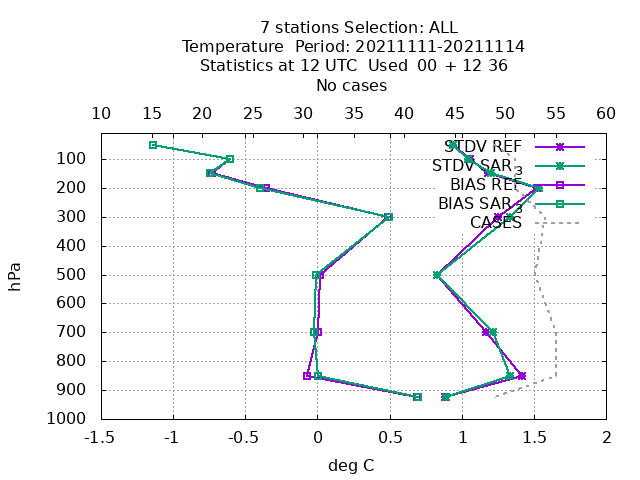 7 stations Selection: ALL
Temperature  Period: 20211111-20211114
Statistics at 12 UTC  Used  00 + 12 36
No cases
10 15 20 25 30 35 40 45 50 55 60
STDV REF
STDV SAR3
BIAS REF
BIAS SAR3
CASES
100
200
300
400
500
600
700
800
900
1000
hPa
-1.5 -1 -0.5 0 0.5 1 1.5 2
deg C